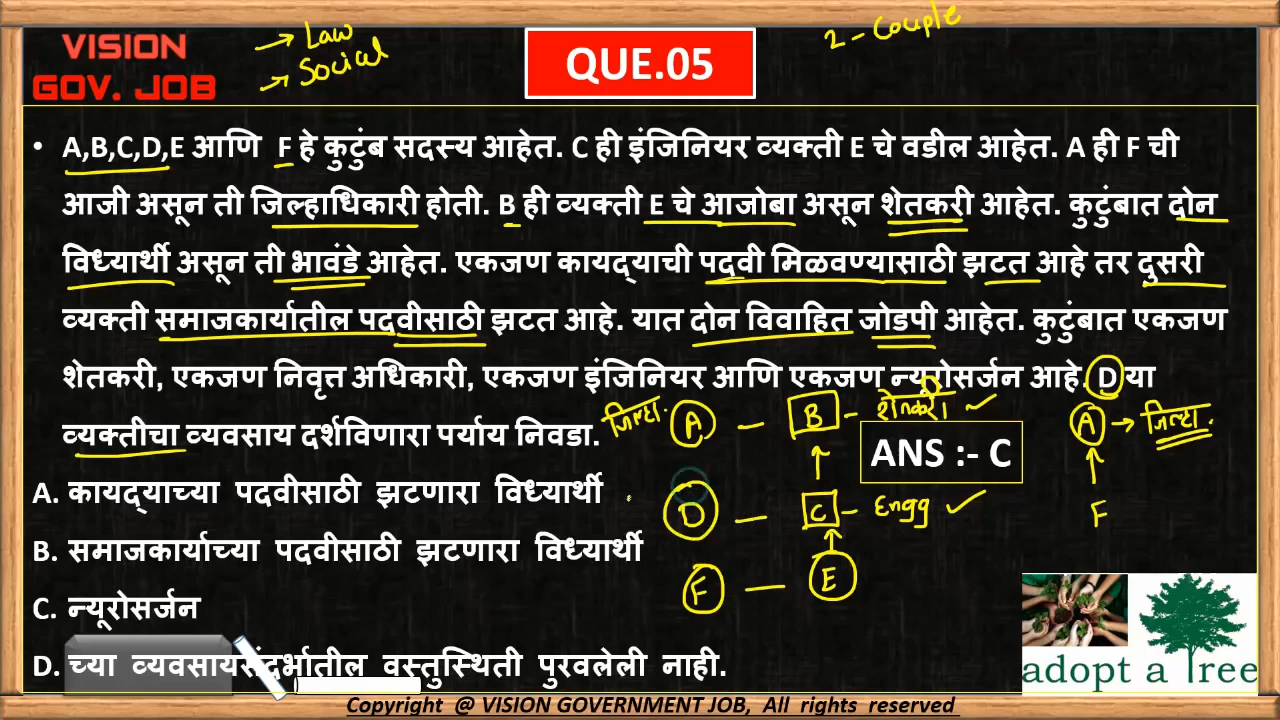 VISION
GOV. JOB
→ Law
→ Social
QUE.05
2 - Couple
• A,B,C,D,E आणि F हे कुटुंब सदस्य आहेत. C ही इंजिनियर व्यक्ती E चे वडील आहेत. A ही F ची
आजी असून ती जिल्हाधिकारी होती. B ही व्यक्ती E चे आजोबा असून शेतकरी आहेत. कुटुंबात दोन
विध्यार्थी असून ती भावंडे आहेत. एकजण कायद्याची पदवी मिळवण्यासाठी झटत आहे तर दुसरी
व्यक्ती समाजकार्यातील पदवीसाठी झटत आहे. यात दोन विवाहित जोडपी आहेत. कुटुंबात एकजण
शेतकरी, एकजण निवृत्त अधिकारी, एकजण इंजिनियर आणि एकजण न्यूरोसर्जन आहे. D या
व्यक्तीचा व्यवसाय दर्शविणारा पर्याय निवडा.
जिल्हा. A - B - शेतकरी
ANS :- C
A → जिल्हा.
F
D - C - Engg
F - E
A. कायद्याच्या पदवीसाठी झटणारा विध्यार्थी
B. समाजकार्याच्या पदवीसाठी झटणारा विध्यार्थी
C. न्यूरोसर्जन
D. च्या व्यवसायसंदर्भातील वस्तुस्थिती पुरवलेली नाही.
adopt a Tree
Copyright @ VISION GOVERNMENT JOB, All rights reserved